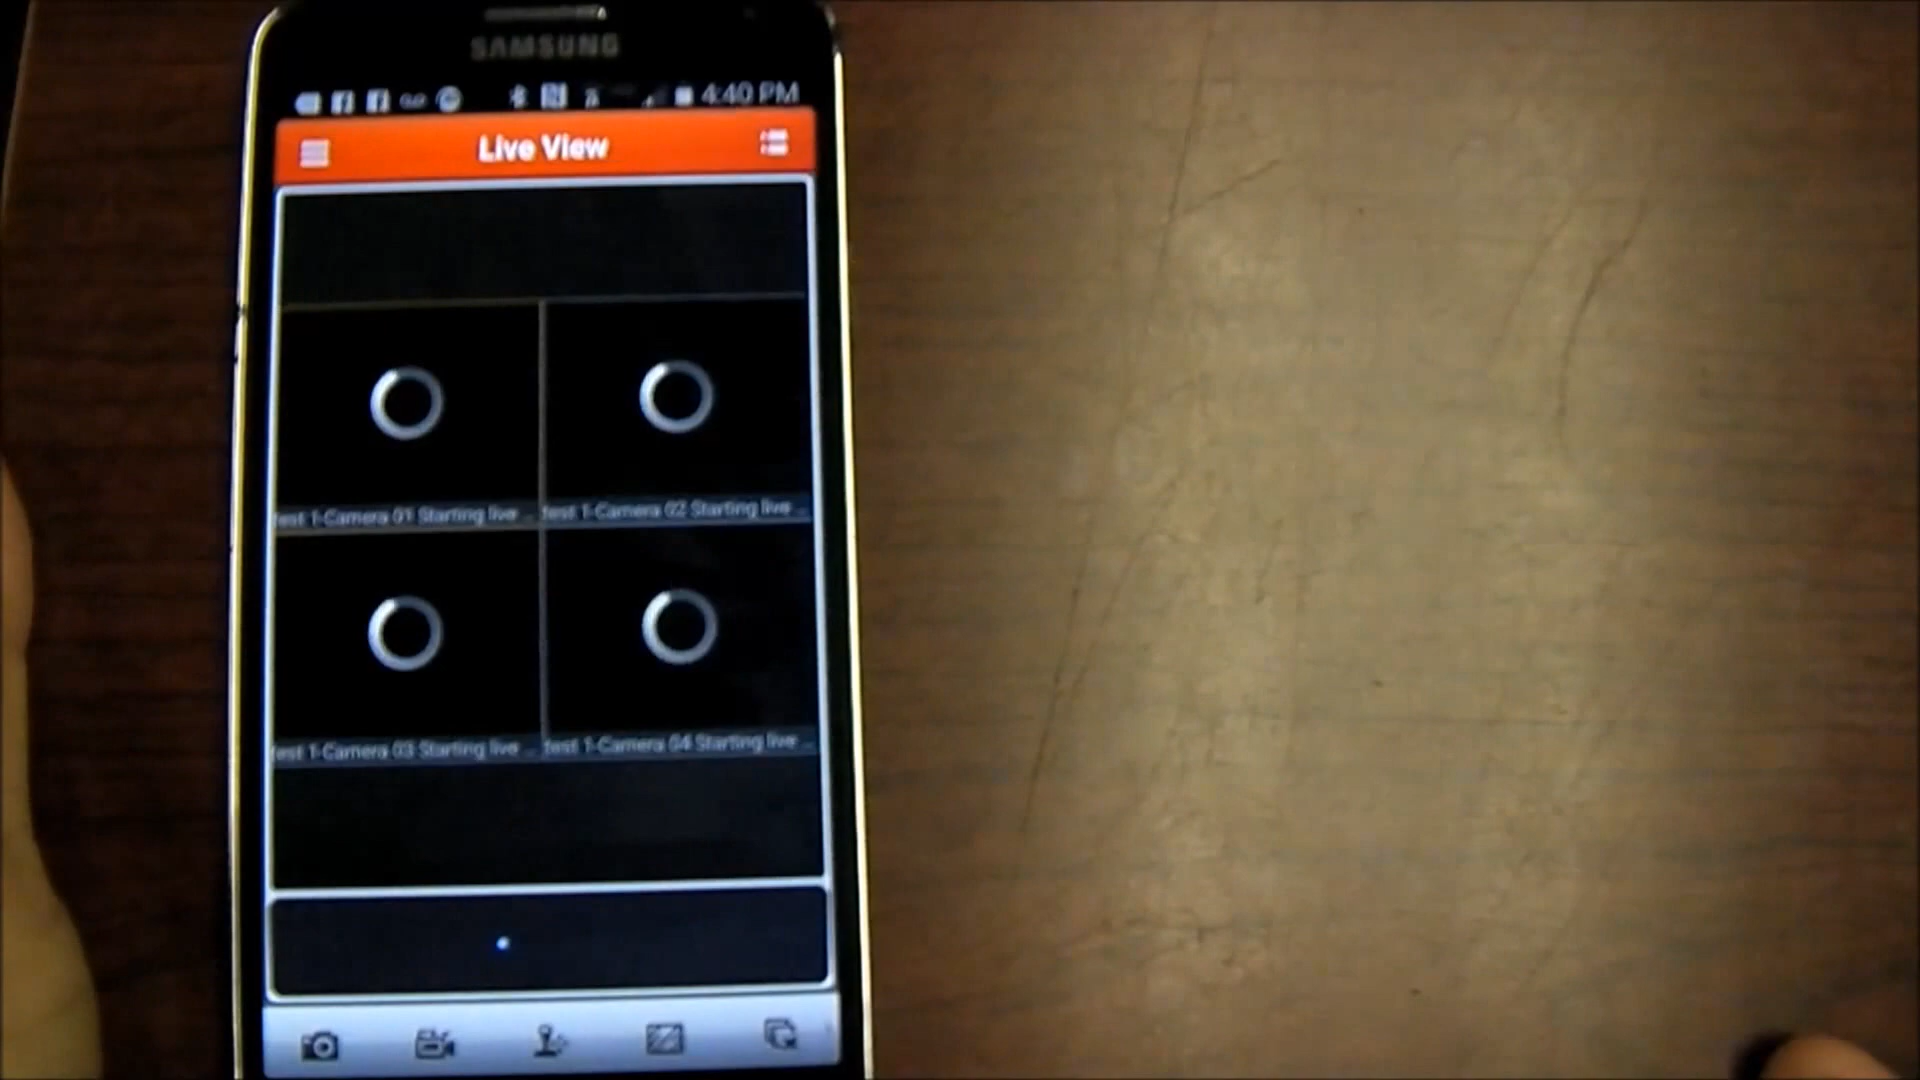 SAMSUNG
4:40 PM
Live View
test 1-Camera 01 Starting live ...
test 1-Camera 02 Starting live ...
test 1-Camera 03 Starting live ...
test 1-Camera 04 Starting live ...